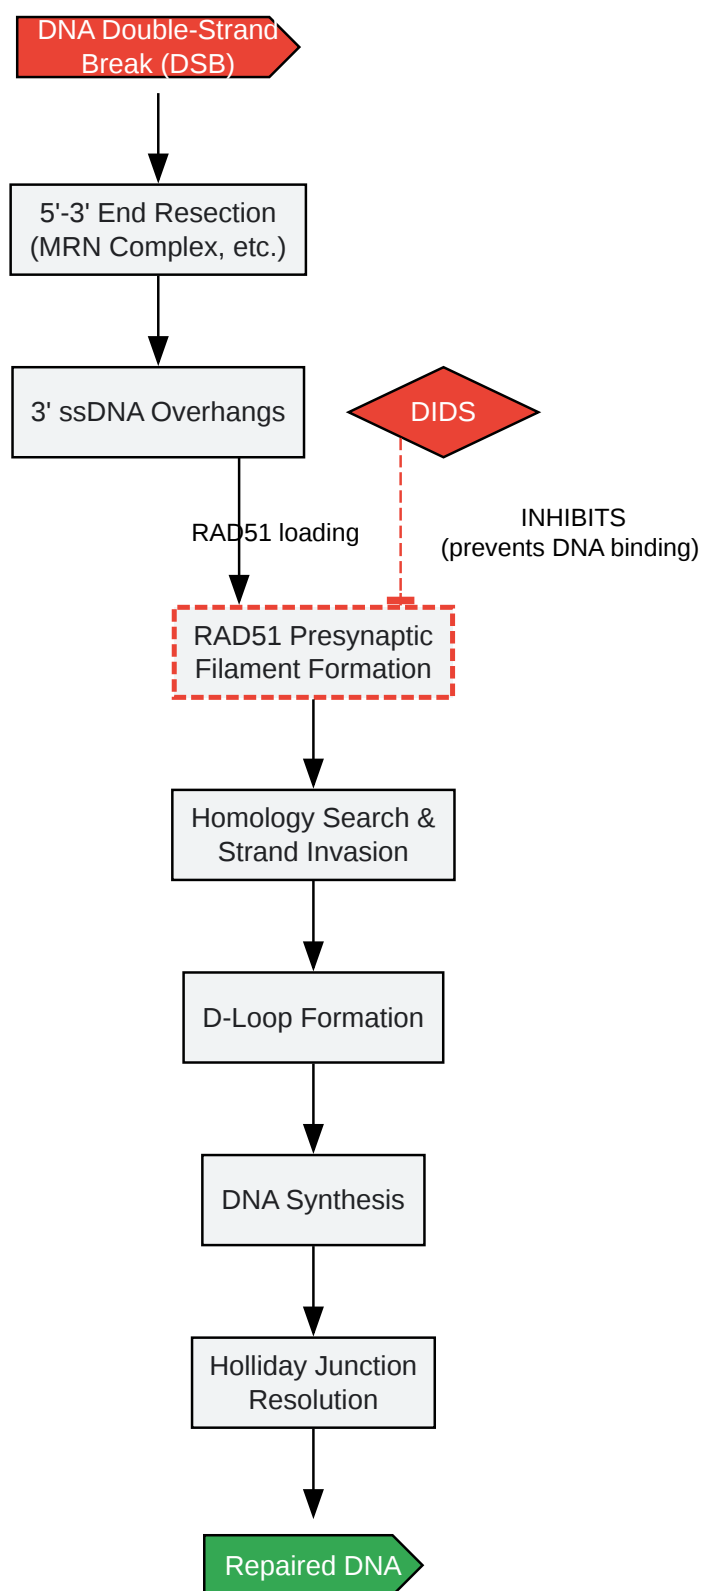 DNA Double-Strand
Break (DSB)
5'-3' End Resection
(MRN Complex, etc.)
3' ssDNA Overhangs
DIDS
RAD51 loading
INHIBITS
(prevents DNA binding)
RAD51 Presynaptic
Filament Formation
Homology Search &
Strand Invasion
D-Loop Formation
DNA Synthesis
Holliday Junction
Resolution
Repaired DNA